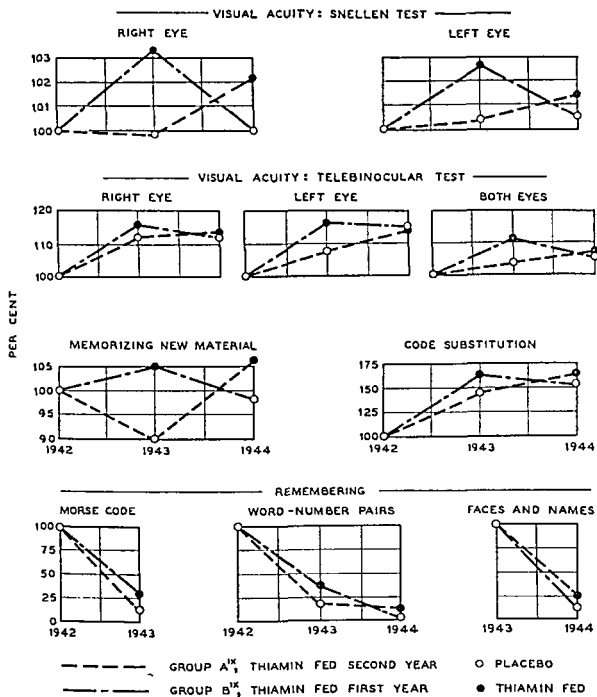 VISUAL ACUITY: SNELLEN TEST
RIGHT EYE LEFT EYE
103
102
101
100
VISUAL ACUITY: TELEBINOCULAR TEST
RIGHT EYE LEFT EYE BOTH EYES
120
110
100
PER CENT
MEMORIZING NEW MATERIAL CODE SUBSTITUTION
105 175
100 150
95 125
90 100
1942 1943 1944 1942 1943 1944
REMEMBERING
MORSE CODE WORD-NUMBER PAIRS FACES AND NAMES
100
75
50
25
0
1942 1943 1942 1943 1944 1943 1944
GROUP A^IX, THIAMIN FED SECOND YEAR ○ PLACEBO
GROUP B^IX, THIAMIN FED FIRST YEAR ● THIAMIN FED